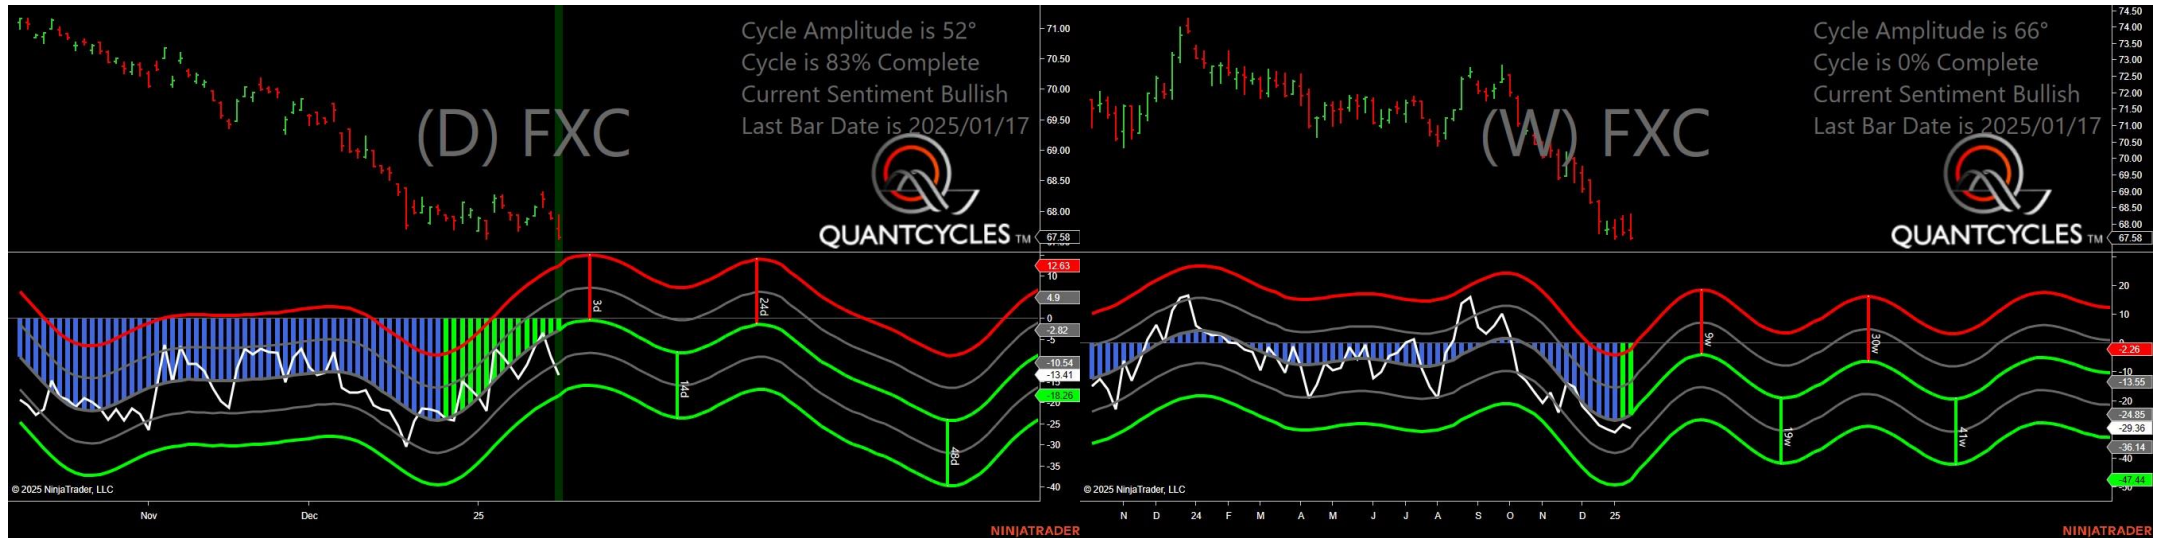 Cycle Amplitude is 52°
Cycle is 83% Complete
Current Sentiment Bullish
Last Bar Date is 2025/01/17
(D) FXC
QUANTCYCLES TM
71.00
70.50
70.00
69.50
69.00
68.50
68.00
67.58
12.63
10
4.9
0
-2.82
-5
-10.54
-13.41
-18.26
-25
-30
-35
-40
3d
14d
24d
48d
© 2025 NinjaTrader, LLC
Nov
Dec
25
NINJATRADER
Cycle Amplitude is 66°
Cycle is 0% Complete
Current Sentiment Bullish
Last Bar Date is 2025/01/17
(W) FXC
QUANTCYCLES TM
74.50
74.00
73.50
73.00
72.50
72.00
71.50
71.00
70.50
70.00
69.50
69.00
68.50
68.00
67.58
20
10
0
-2.26
-10
-13.55
-20
-24.85
-29.36
-36.14
-40
-47.44
9w
19w
30w
41w
© 2025 NinjaTrader, LLC
N D 24 F M A M J J A S O N D 25
NINJATRADER